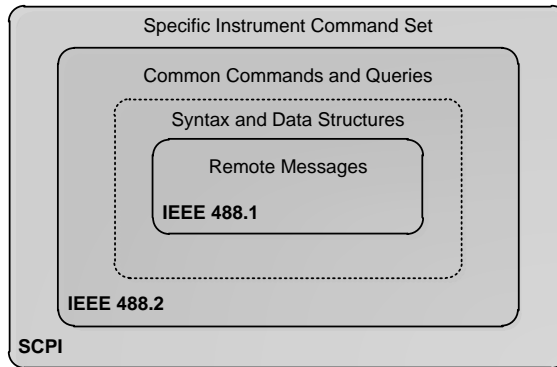 Specific Instrument Command Set
Common Commands and Queries
Syntax and Data Structures
Remote Messages
IEEE 488.1
IEEE 488.2
SCPI